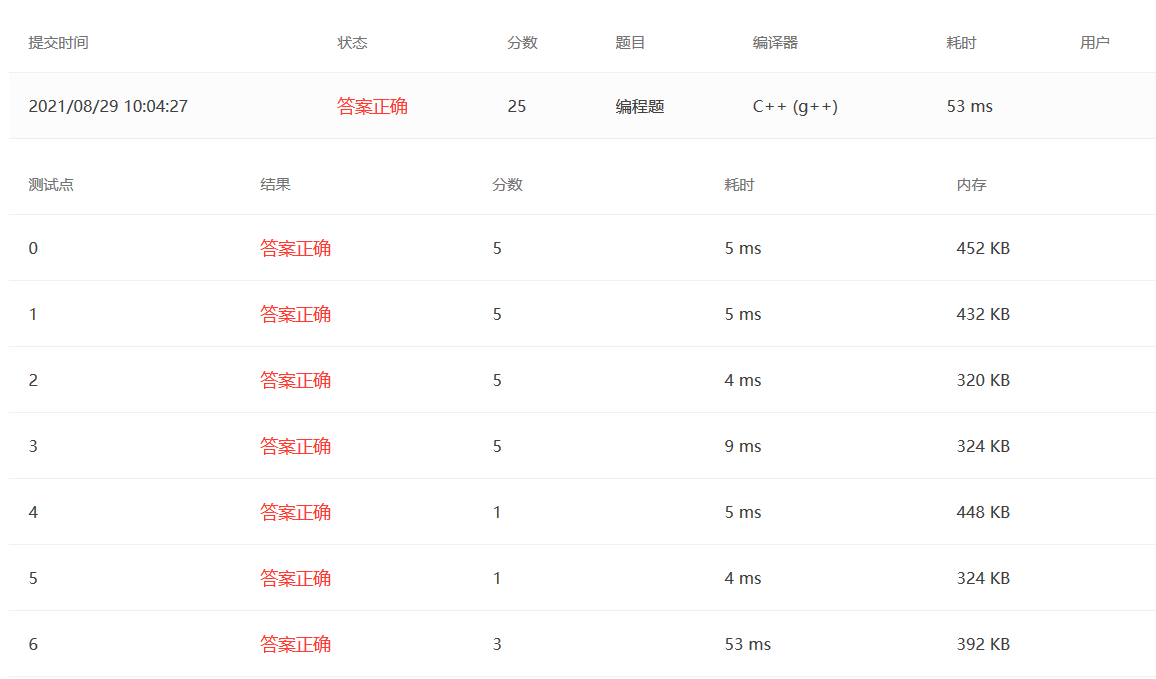 提交时间 状态 分数 题目 编译器 耗时 用户
2021/08/29 10:04:27 答案正确 25 编程题 C++ (g++) 53 ms
测试点 结果 分数 耗时 内存
0 答案正确 5 5 ms 452 KB
1 答案正确 5 5 ms 432 KB
2 答案正确 5 4 ms 320 KB
3 答案正确 5 9 ms 324 KB
4 答案正确 1 5 ms 448 KB
5 答案正确 1 4 ms 324 KB
6 答案正确 3 53 ms 392 KB